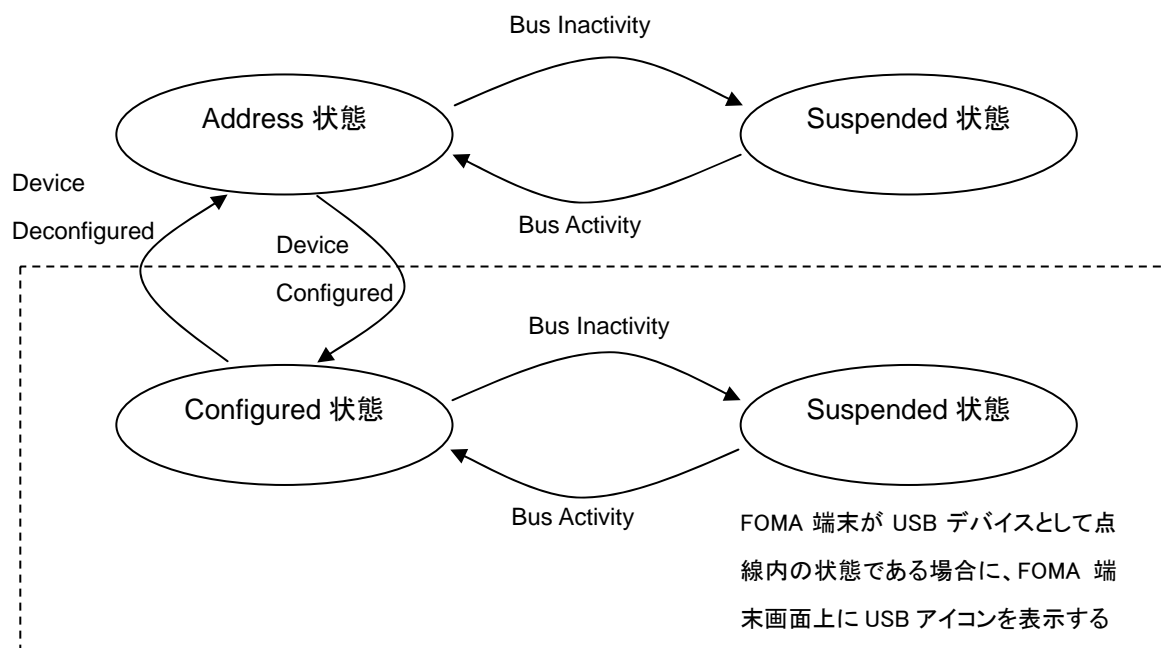 Bus Inactivity
Address 状態
Suspended 状態
Device
Deconfigured
Bus Activity
Device
Configured
Bus Inactivity
Configured 状態
Suspended 状態
Bus Activity
FOMA 端末が USB デバイスとして点
線内の状態である場合に、FOMA 端
末画面上に USB アイコンを表示する